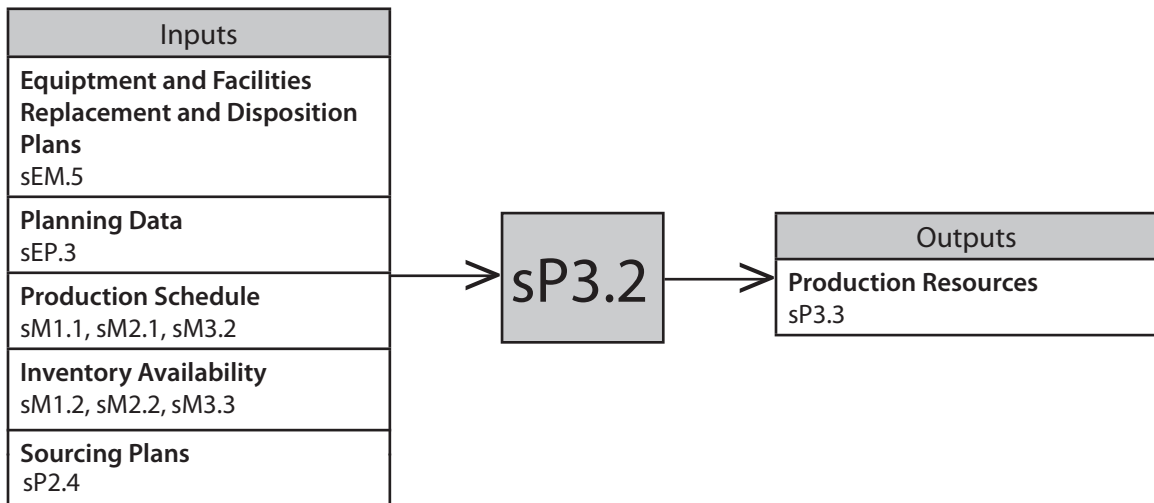 Inputs
Equiptment and Facilities
Replacement and Disposition
Plans
sEM.5
Planning Data
sEP.3
Production Schedule
sM1.1, sM2.1, sM3.2
Inventory Availability
sM1.2, sM2.2, sM3.3
Sourcing Plans
sP2.4
sP3.2
Outputs
Production Resources
sP3.3